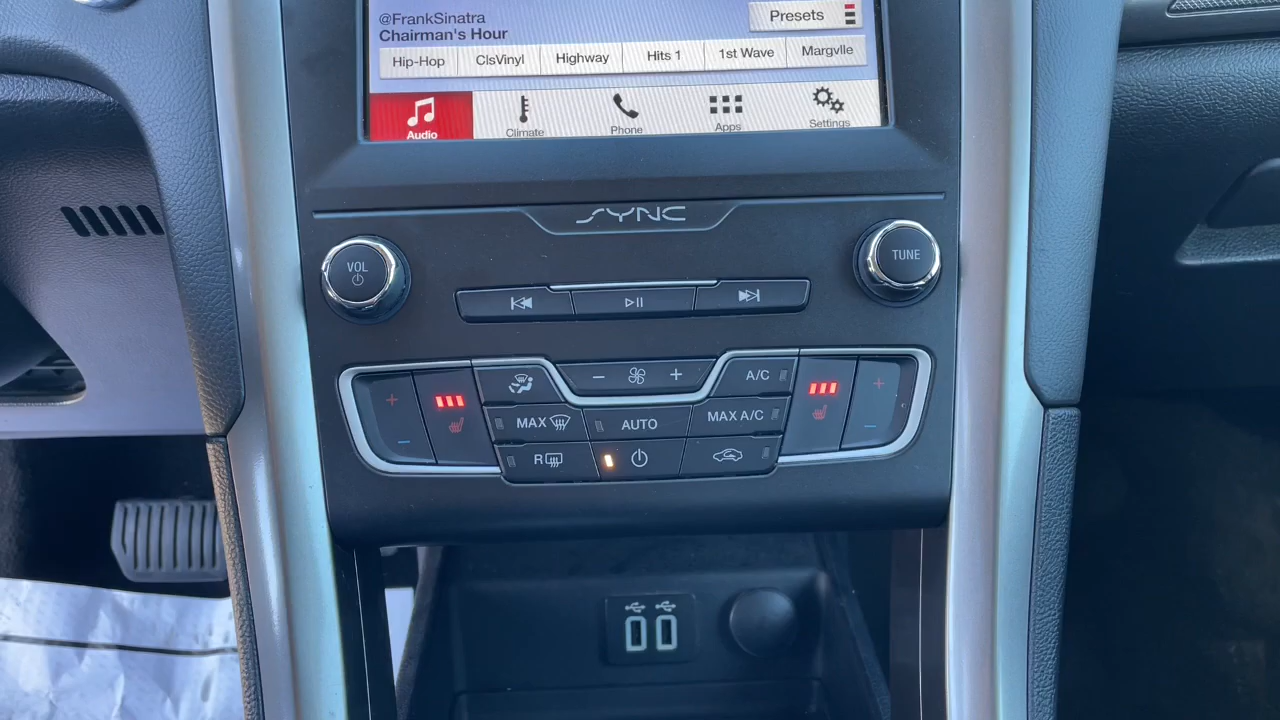 @FrankSinatra
Presets
Chairman's Hour
Hip-Hop ClsVinyl Highway Hits 1 1st Wave Margvlle
Audio Climate Phone Apps Settings
SYNC
VOL
TUNE
A/C
MAX
AUTO
MAX A/C
R